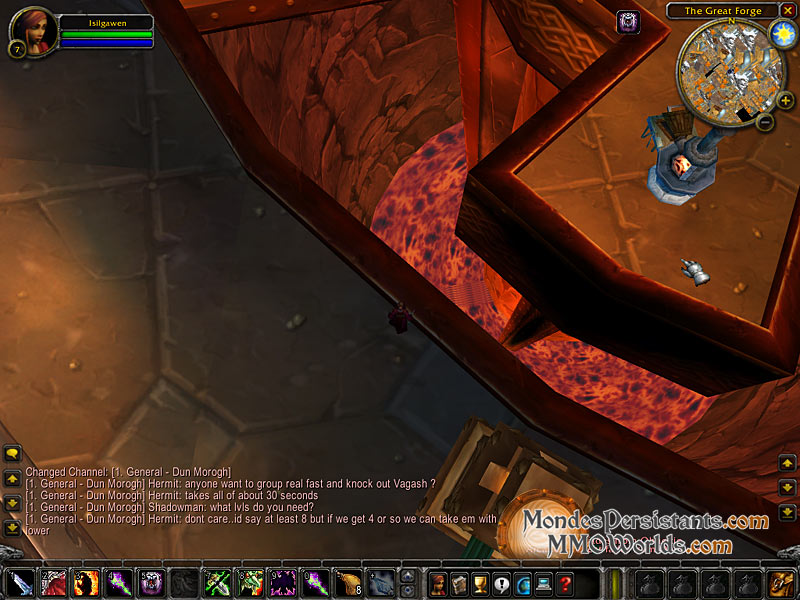 Isilgawen
7
The Great Forge
N
Changed Channel: [1. General - Dun Morogh]
[1. General - Dun Morogh] Hermit: anyone want to group real fast and knock out Vagash ?
[1. General - Dun Morogh] Hermit: takes all of about 30 seconds
[1. General - Dun Morogh] Shadowman: what lvls do you need?
[1. General - Dun Morogh] Hermit: dont care..id say at least 8 but if we get 4 or so we can take em with
lower
MondesPersistants.com
MMOWorlds.com
8